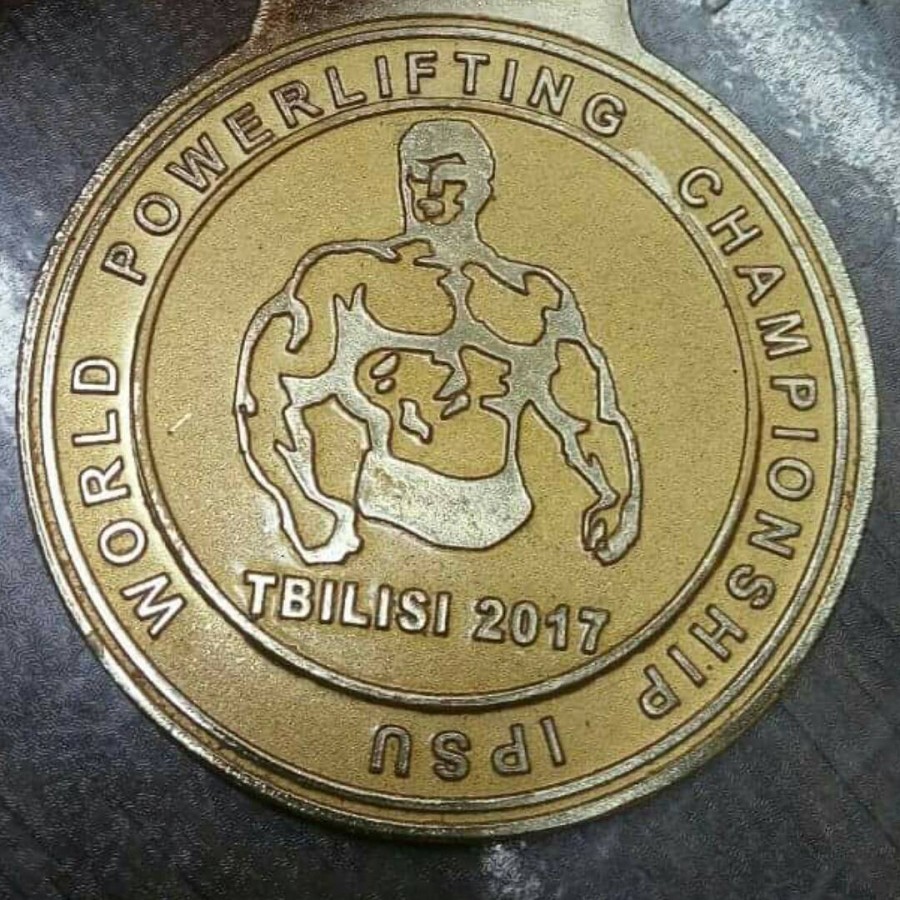 WORLD POWERLIFTING CHAMPIONSHIP IPSU
TBILISI 2017